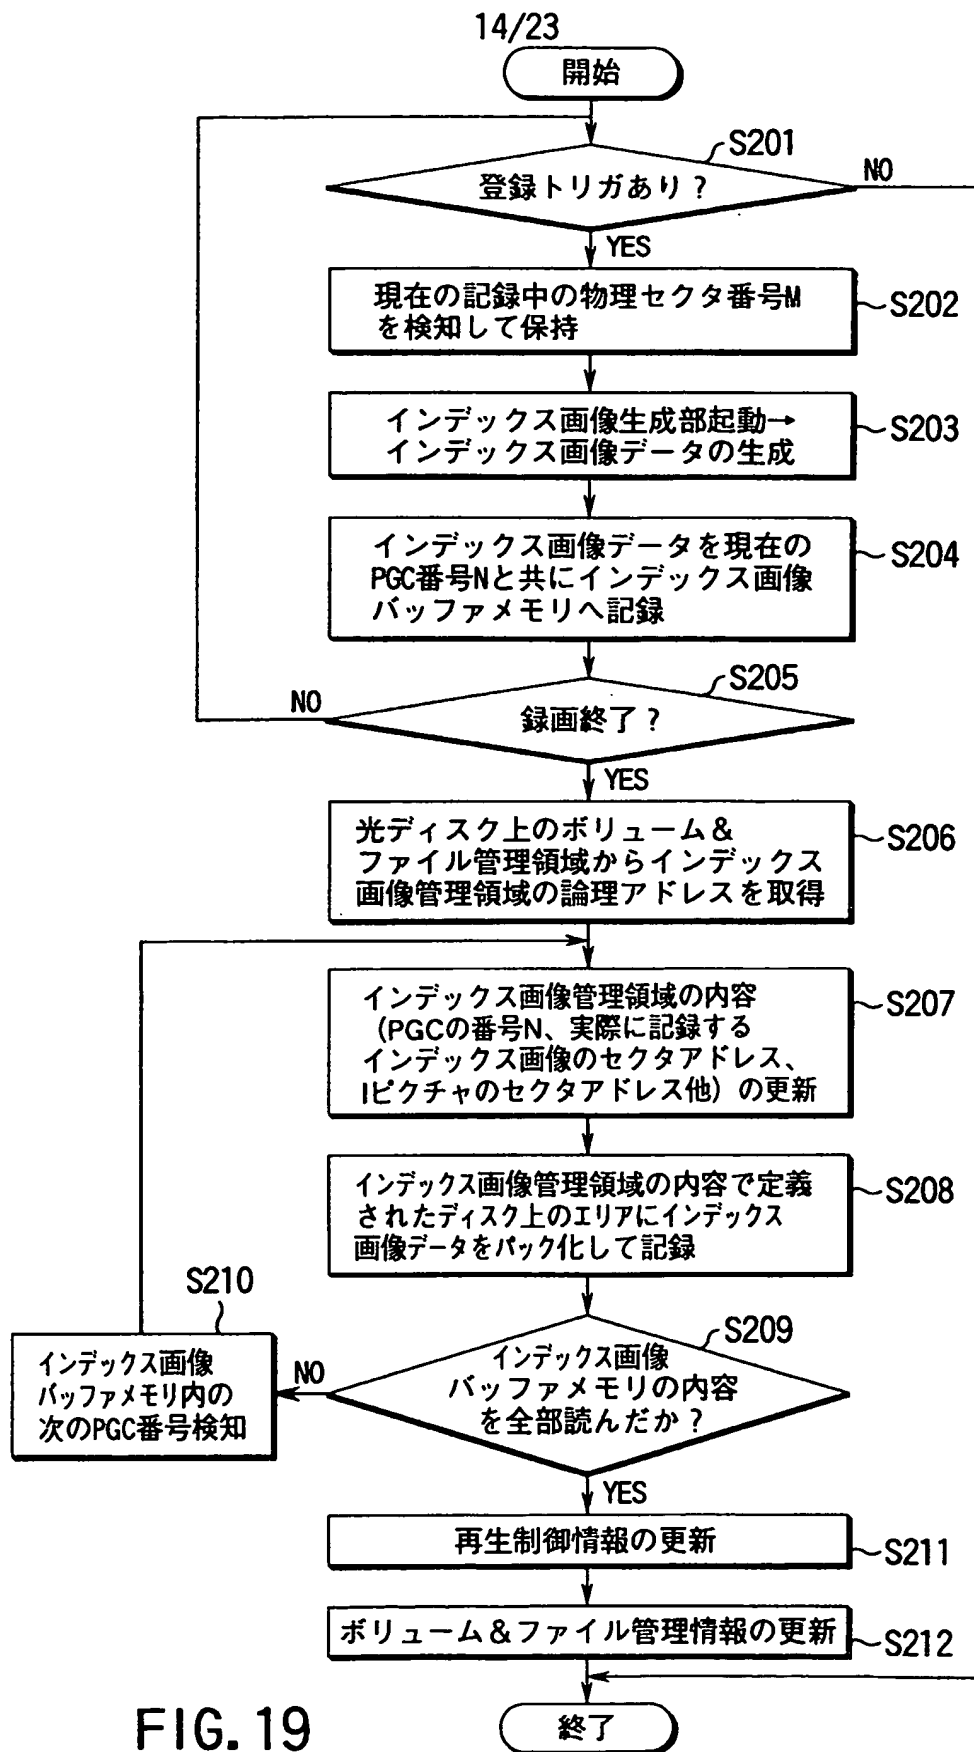 14/23
開始
S201
登録トリガあり？
NO
YES
現在の記録中の物理セクタ番号M
を検知して保持
S202
インデックス画像生成部起動→
インデックス画像データの生成
S203
インデックス画像データを現在の
PGC番号Nと共にインデックス画像
バッファメモリへ記録
S204
S205
NO
録画終了？
YES
光ディスク上のボリューム＆
ファイル管理領域からインデックス
画像管理領域の論理アドレスを取得
S206
インデックス画像管理領域の内容
（PGCの番号N、実際に記録する
インデックス画像のセクタアドレス、
Iピクチャのセクタアドレス他）の更新
S207
インデックス画像管理領域の内容で定義
されたディスク上のエリアにインデックス
画像データをパック化して記録
S208
S210
インデックス画像
バッファメモリ内の
次のPGC番号検知
NO
S209
インデックス画像
バッファメモリの内容
を全部読んだか？
YES
再生制御情報の更新
S211
ボリューム＆ファイル管理情報の更新
S212
終了
FIG. 19